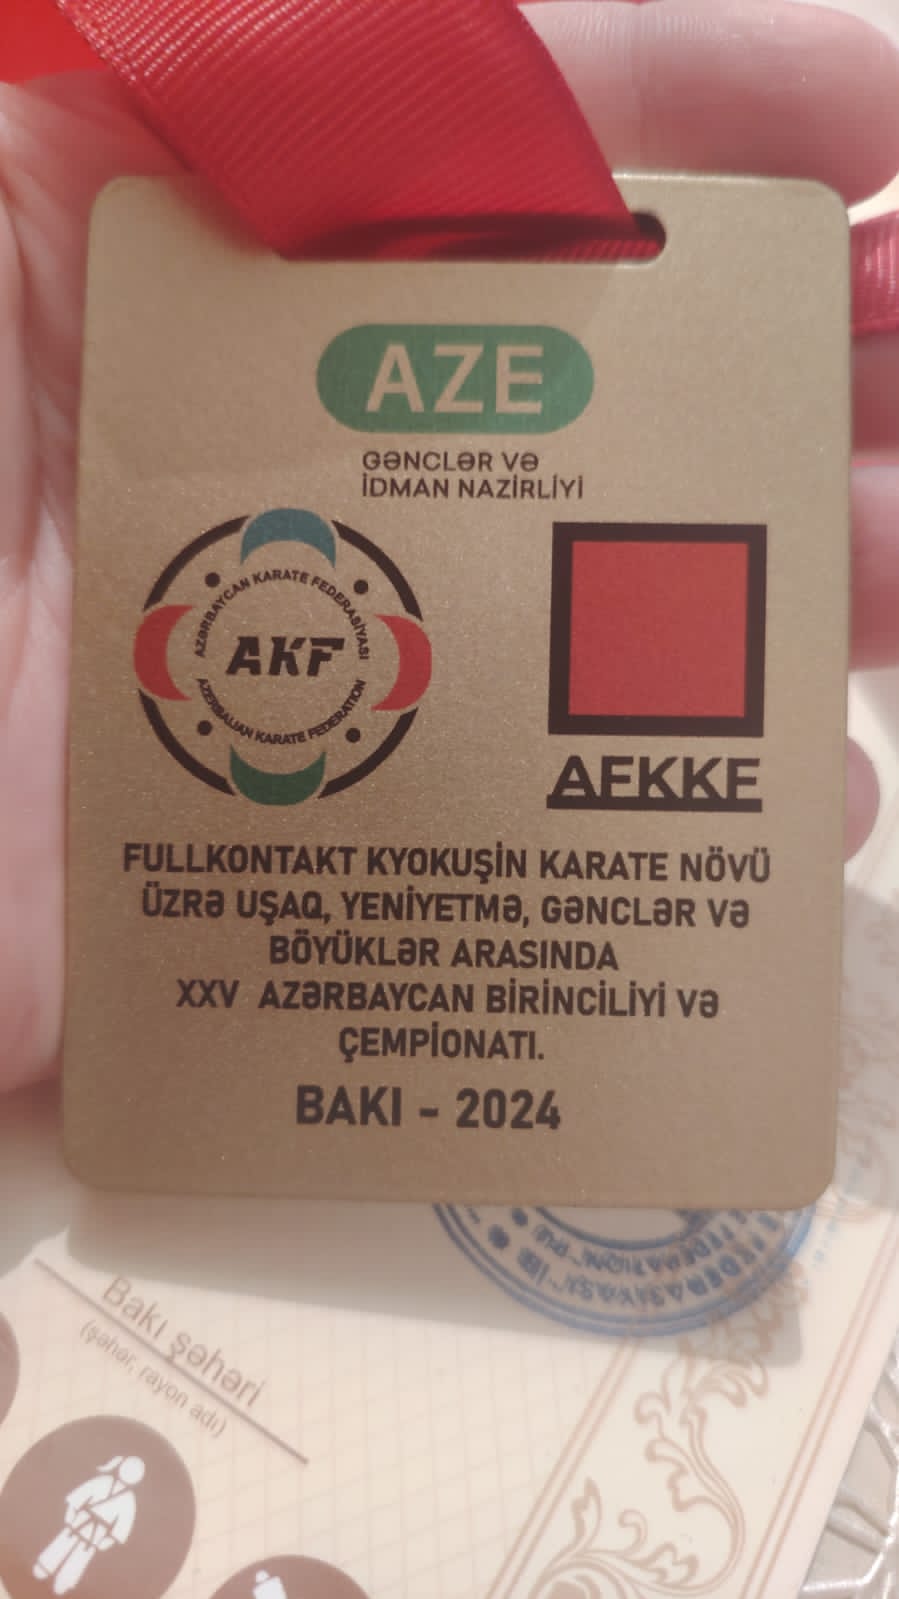 AZE
GƏNCLƏR VƏ
İDMAN NAZİRLİYİ
AZƏRBAYCAN KARATE FEDERASİYASI
AKF
AZERBAIJAN KARATE FEDERATION
AFKKF
FULLKONTAKT KYOKUŞİN KARATE NÖVÜ
ÜZRƏ UŞAQ, YENİYETMƏ, GƏNCLƏR VƏ
BÖYÜKLƏR ARASINDA
XXV AZƏRBAYCAN BİRİNCİLİYİ VƏ
ÇEMPİONATI.
BAKI - 2024
Bakı şəhəri
(şəhər, rayon adı)